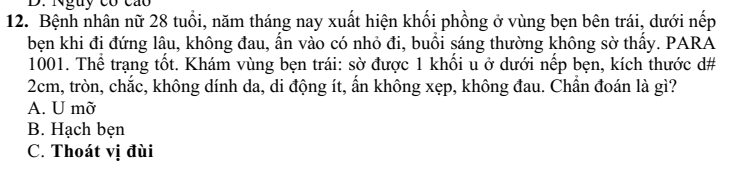 D. Nguy cơ cao
12. Bệnh nhân nữ 28 tuổi, năm tháng nay xuất hiện khối phồng ở vùng bẹn bên trái, dưới nếp
bẹn khi đi đứng lâu, không đau, ấn vào có nhỏ đi, buổi sáng thường không sờ thấy. PARA
1001. Thể trạng tốt. Khám vùng bẹn trái: sờ được 1 khối u ở dưới nếp bẹn, kích thước d#
2cm, tròn, chắc, không dính da, di động ít, ấn không xẹp, không đau. Chẩn đoán là gì?
A. U mỡ
B. Hạch bẹn
C. Thoát vị đùi